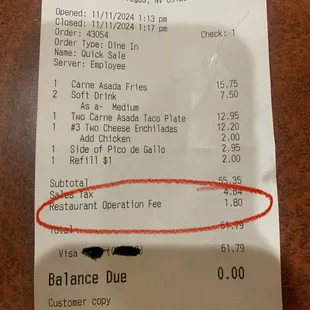 NV
Opened: 11/11/2024 1:13 pm
Closed: 11/11/2024 1:17 pm
Order: 43054 Check: 1
Order Type: Dine In
Name: Quick Sale
Server: Employee
1 Carne Asada Fries 15.75
2 Soft Drink 7.50
As a- Medium
1 Two Carne Asada Taco Plate 12.95
1 #3 Two Cheese Enchiladas 12.20
Add Chicken 2.00
1 Side of Pico de Gallo 2.95
1 Refill $1 2.00
Subtotal 55.35
Sales Tax 4.64
Restaurant Operation Fee 1.80
Total 61.79
Visa 61.79
Balance Due 0.00
Customer copy